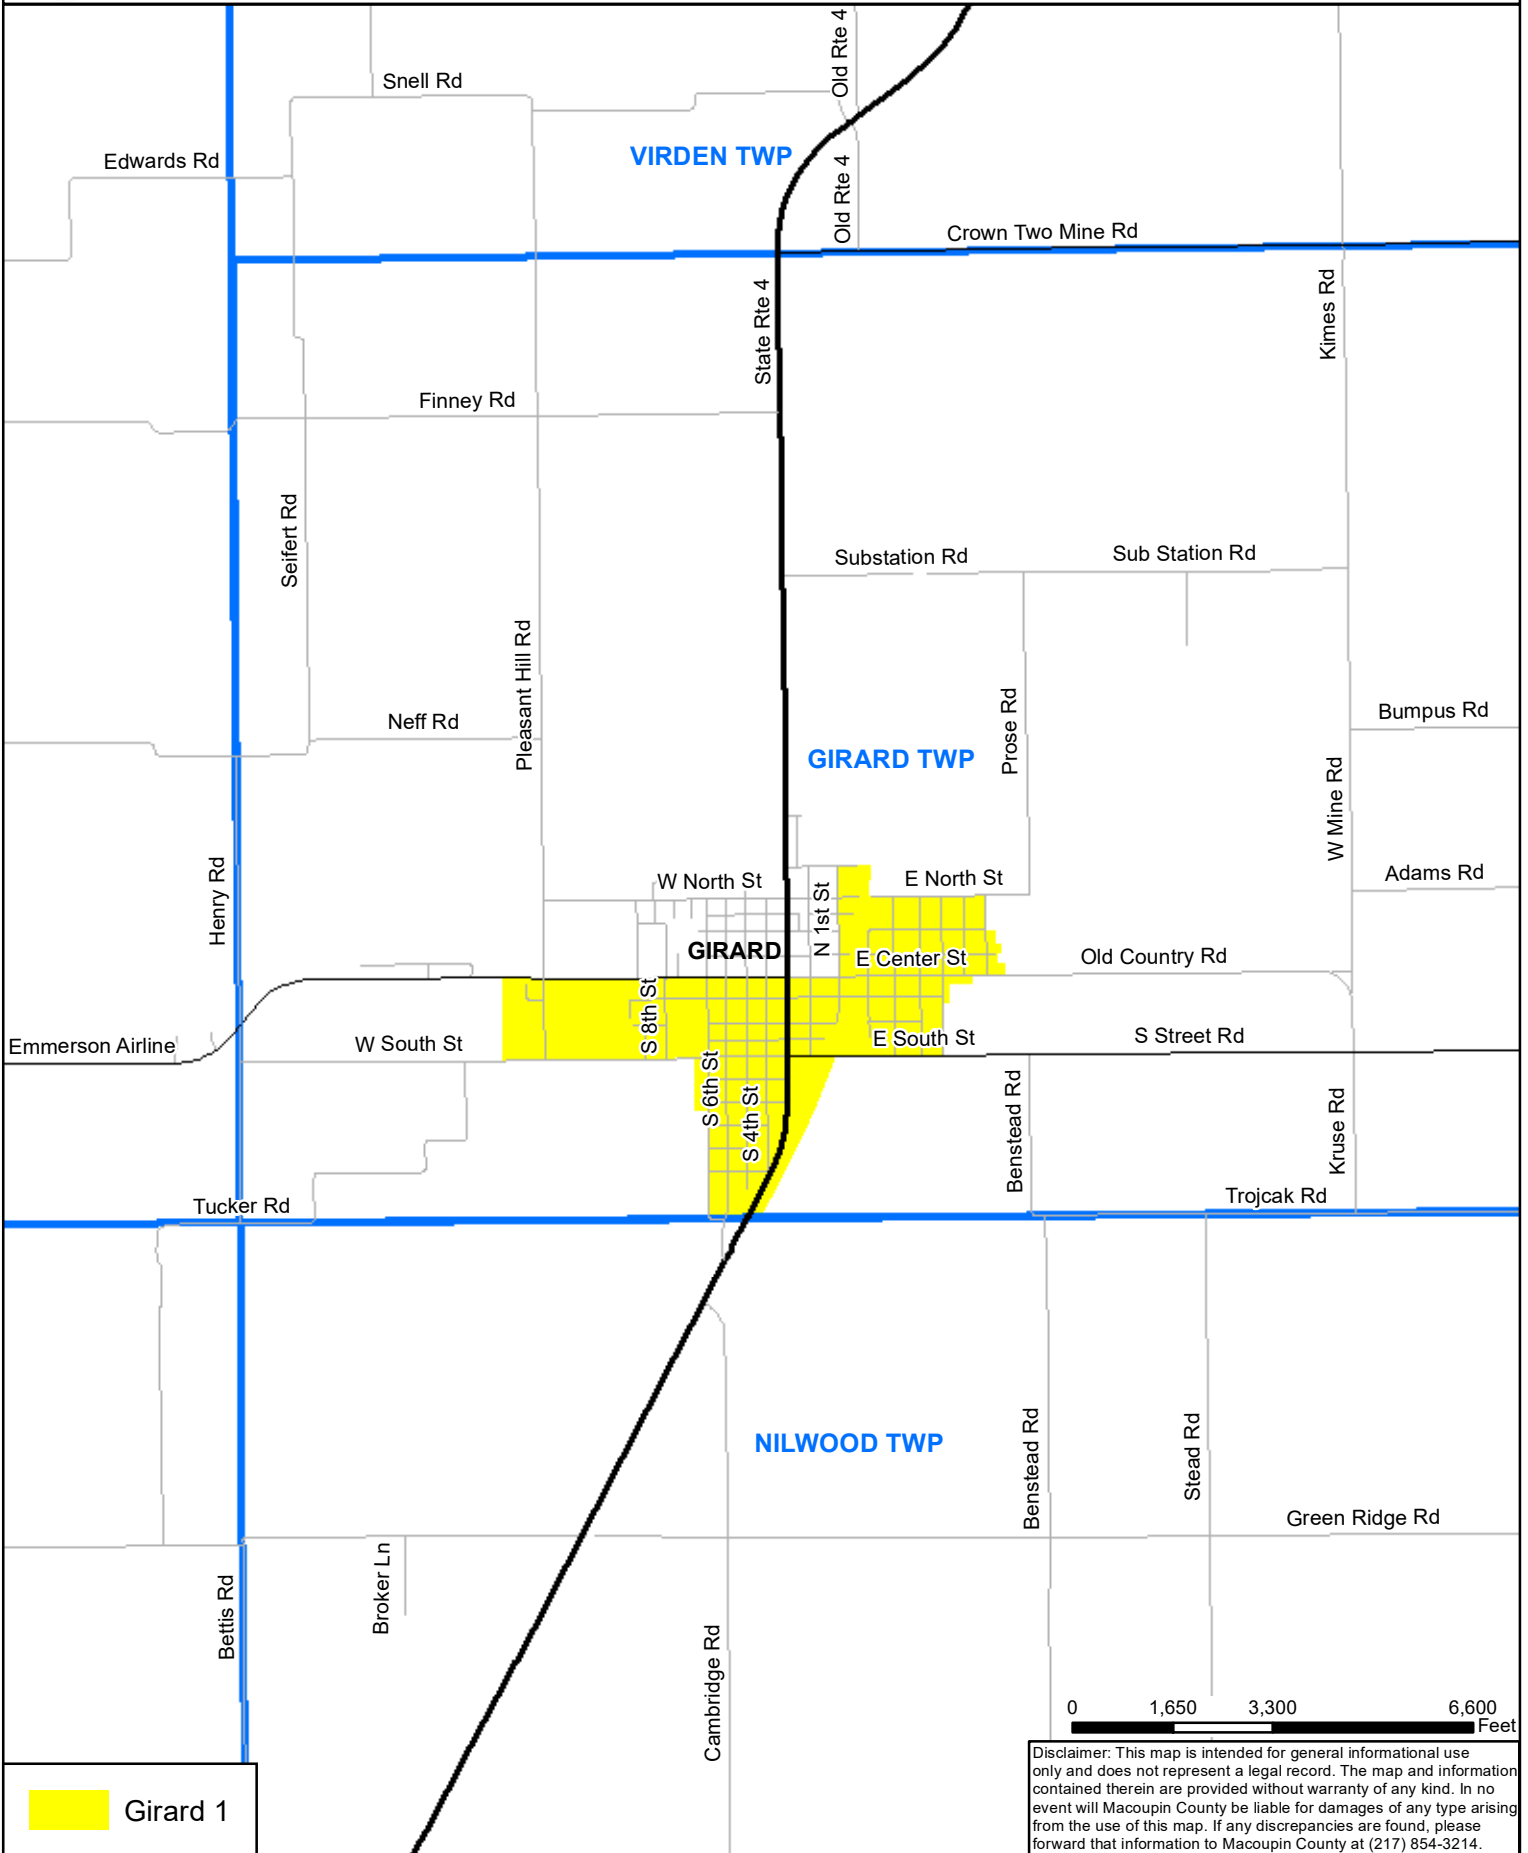 Old Rte 4
Snell Rd
Edwards Rd
VIRDEN TWP
Old Rte 4
Crown Two Mine Rd
State Rte 4
Kimes Rd
Finney Rd
Seifert Rd
Substation Rd
Sub Station Rd
Pleasant Hill Rd
Neff Rd
Prose Rd
Bumpus Rd
GIRARD TWP
W Mine Rd
Henry Rd
W North St
N 1st St
E North St
Adams Rd
GIRARD
E Center St
Old Country Rd
S 8th St
Emmerson Airline
W South St
E South St
S Street Rd
S 6th St
S 4th St
Benstead Rd
Kruse Rd
Tucker Rd
Trojcak Rd
NILWOOD TWP
Benstead Rd
Stead Rd
Green Ridge Rd
Bettis Rd
Broker Ln
Cambridge Rd
0 1,650 3,300 6,600
Feet
Disclaimer: This map is intended for general informational use
only and does not represent a legal record. The map and information
contained therein are provided without warranty of any kind. In no
event will Macoupin County be liable for damages of any type arising
from the use of this map. If any discrepancies are found, please
forward that information to Macoupin County at (217) 854-3214.
Girard 1